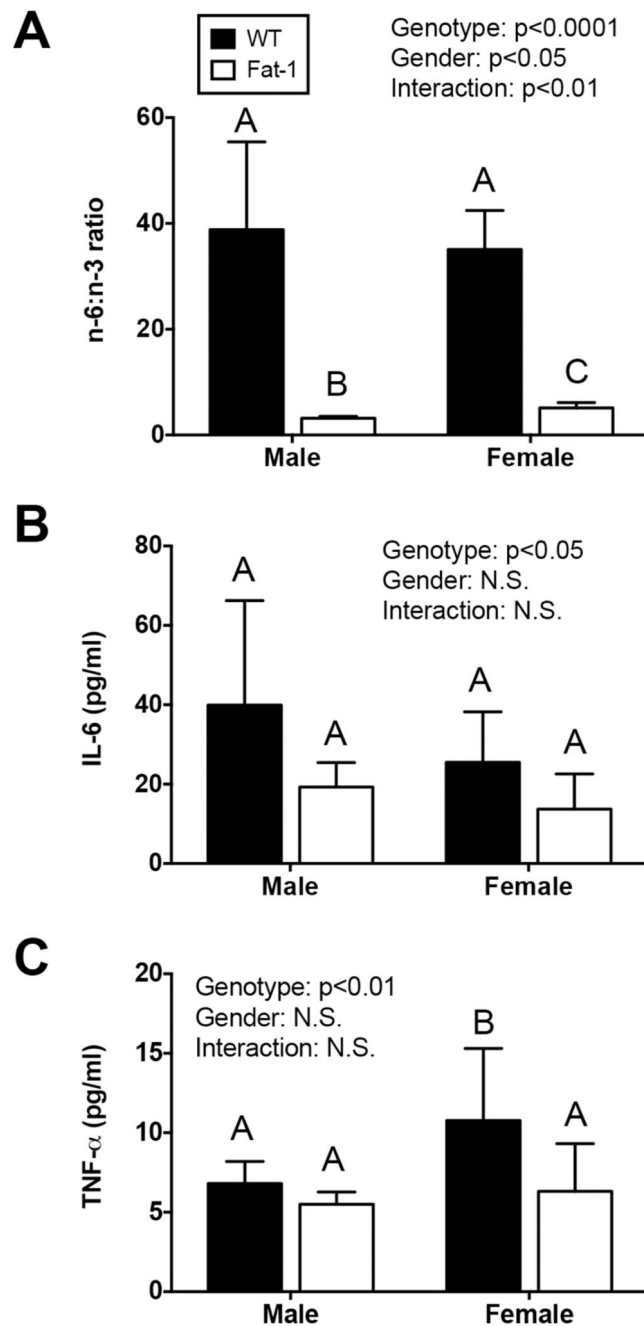 A
WT
Fat-1
Genotype: p<0.0001
Gender: p<0.05
Interaction: p<0.01
n-6:n-3 ratio
60
40
20
0
A
B
A
C
Male
Female
B
Genotype: p<0.05
Gender: N.S.
Interaction: N.S.
IL-6 (pg/ml)
80
60
40
20
0
A
A
A
A
Male
Female
C
Genotype: p<0.01
Gender: N.S.
Interaction: N.S.
TNF-α (pg/ml)
20
15
10
5
0
A
A
B
A
Male
Female